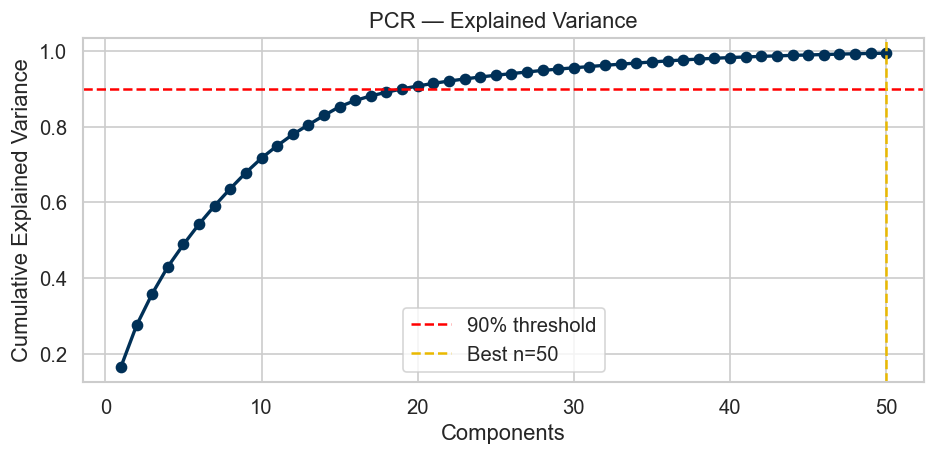 PCR — Explained Variance
Cumulative Explained Variance
1.0
0.8
0.6
0.4
0.2
90% threshold
Best n=50
0 10 20 30 40 50
Components